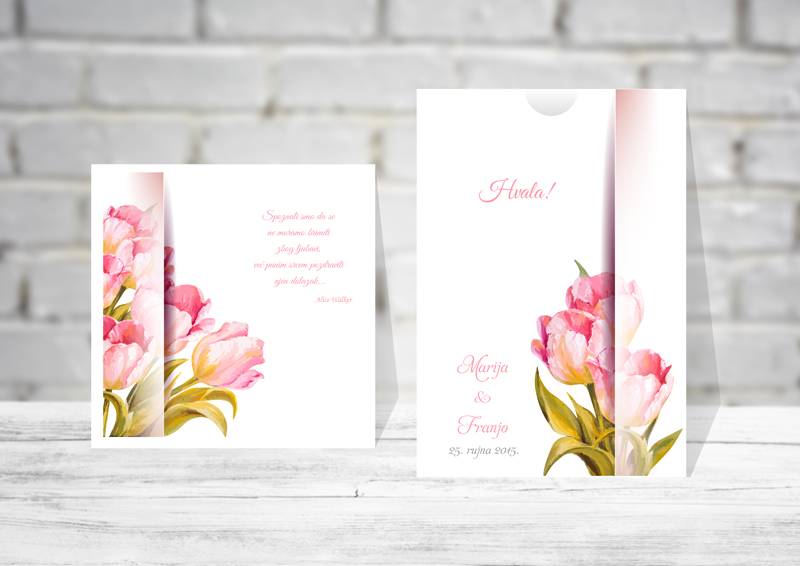 Spoznali smo da se
ne moramo brinuti
zbog ljubavi,
već punim srcem pozdraviti
njen dolazak...
Alice Walker
Hvala!
Marija
&
Franjo
25. rujna 2015.